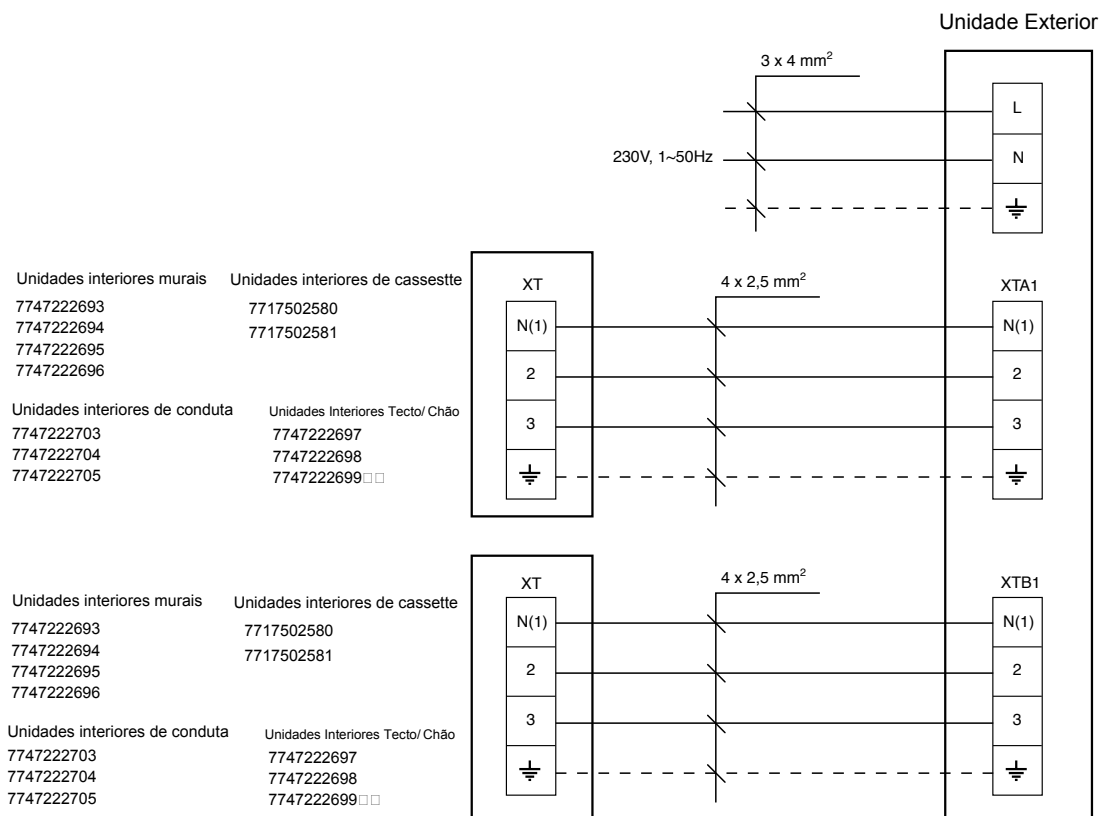 Unidade Exterior
3 x 4 mm²
L
230V, 1~50Hz
N
Unidades interiores murais
7747222693
7747222694
7747222695
7747222696
Unidades interiores de cassestte
7717502580
7717502581
Unidades interiores de conduta
7747222703
7747222704
7747222705
Unidades Interiores Tecto/ Chão
7747222697
7747222698
7747222699□□
XT
N(1)
2
3
4 x 2,5 mm²
XTA1
N(1)
2
3
Unidades interiores murais
7747222693
7747222694
7747222695
7747222696
Unidades interiores de cassette
7717502580
7717502581
Unidades interiores de conduta
7747222703
7747222704
7747222705
Unidades Interiores Tecto/ Chão
7747222697
7747222698
7747222699□□
XT
N(1)
2
3
4 x 2,5 mm²
XTB1
N(1)
2
3